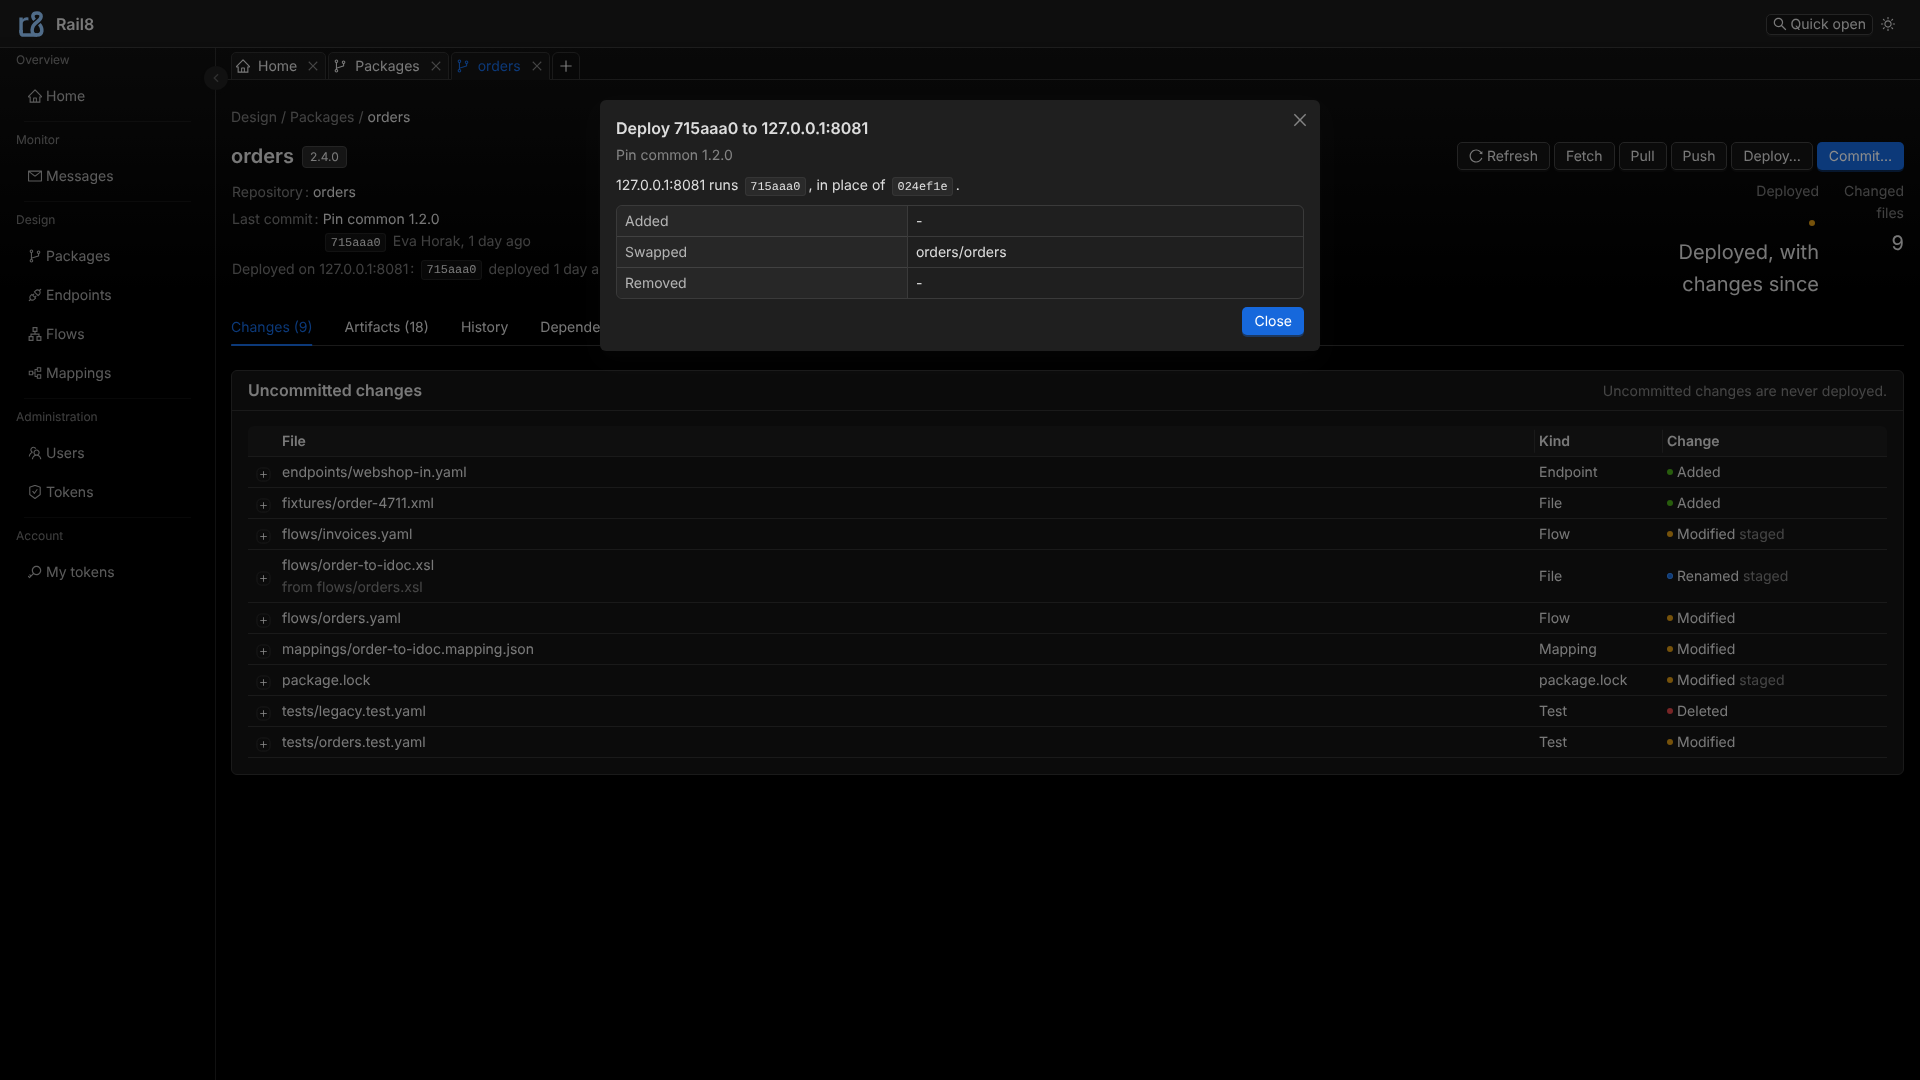 r8 Rail8
Quick open
Overview
Home
Monitor
Messages
Design
Packages
Endpoints
Flows
Mappings
Administration
Users
Tokens
Account
My tokens
Home
Packages
orders
Design / Packages / orders
orders 2.4.0
Refresh Fetch Pull Push Deploy... Commit...
Repository: orders
Last commit: Pin common 1.2.0
715aaa0 Eva Horak, 1 day ago
Deployed on 127.0.0.1:8081: 715aaa0 deployed 1 day a
Deployed
Deployed, with
changes since
Changed
files
9
Changes (9) Artifacts (18) History Depende
Deploy 715aaa0 to 127.0.0.1:8081
Pin common 1.2.0
127.0.0.1:8081 runs 715aaa0, in place of 024ef1e.
Added -
Swapped orders/orders
Removed -
Close
Uncommitted changes
Uncommitted changes are never deployed.
File Kind Change
endpoints/webshop-in.yaml Endpoint Added
fixtures/order-4711.xml File Added
flows/invoices.yaml Flow Modified staged
flows/order-to-idoc.xsl
from flows/orders.xsl
File Renamed staged
flows/orders.yaml Flow Modified
mappings/order-to-idoc.mapping.json Mapping Modified
package.lock package.lock Modified staged
tests/legacy.test.yaml Test Deleted
tests/orders.test.yaml Test Modified